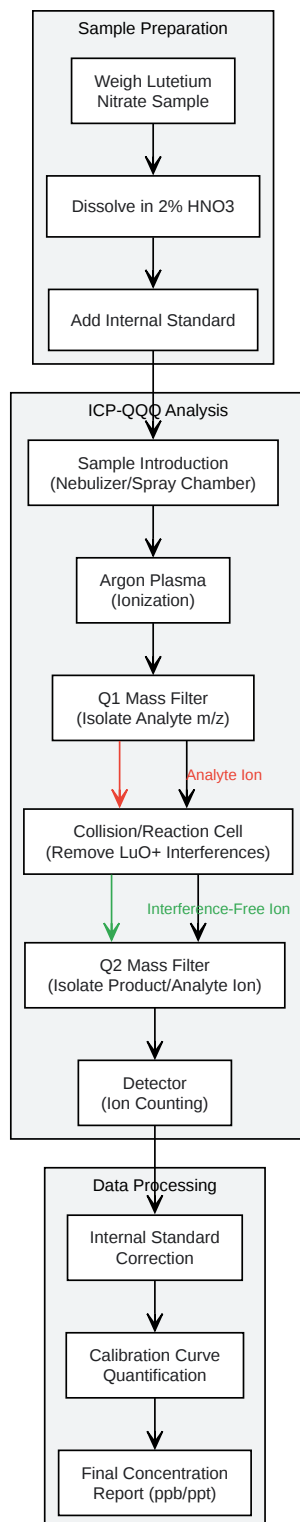 Sample Preparation
Weigh Lutetium
Nitrate Sample
Dissolve in 2% HNO3
Add Internal Standard
ICP-QQQ Analysis
Sample Introduction
(Nebulizer/Spray Chamber)
Argon Plasma
(Ionization)
Q1 Mass Filter
(Isolate Analyte m/z)
Analyte Ion
Collision/Reaction Cell
(Remove LuO+ Interferences)
Interference-Free Ion
Q2 Mass Filter
(Isolate Product/Analyte Ion)
Detector
(Ion Counting)
Data Processing
Internal Standard
Correction
Calibration Curve
Quantification
Final Concentration
Report (ppb/ppt)